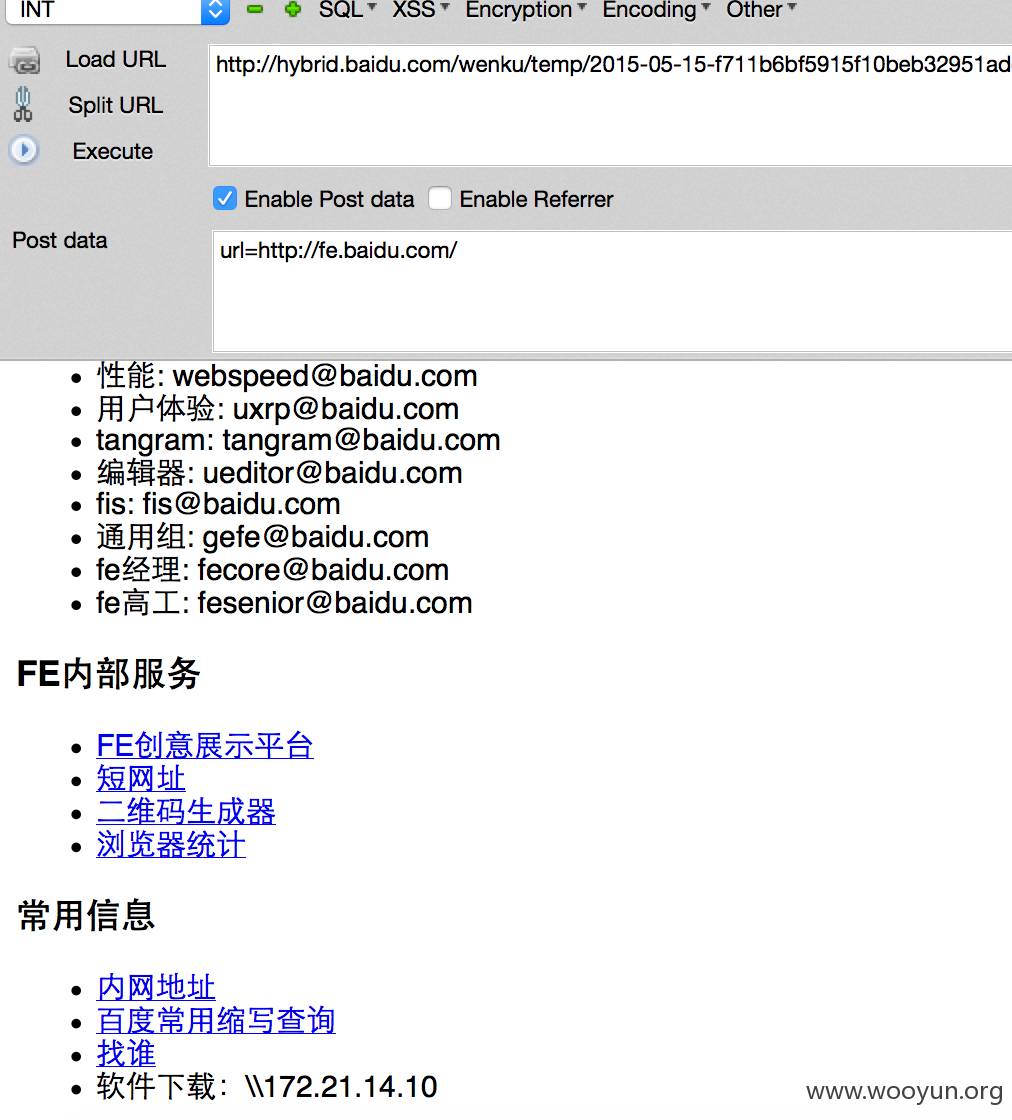 INT SQL XSS Encryption Encoding Other
Load URL
http://hybrid.baidu.com/wenku/temp/2015-05-15-f711b6bf5915f10beb32951ad
Split URL
Execute
Enable Post data Enable Referrer
Post data
url=http://fe.baidu.com/
性能: webspeed@baidu.com
用户体验: uxrp@baidu.com
tangram: tangram@baidu.com
编辑器: ueditor@baidu.com
fis: fis@baidu.com
通用组: gefe@baidu.com
fe经理: fecore@baidu.com
fe高工: fesenior@baidu.com
FE内部服务
FE创意展示平台
短网址
二维码生成器
浏览器统计
常用信息
内网地址
百度常用缩写查询
找谁
软件下载：\\172.21.14.10
www.wooyun.org